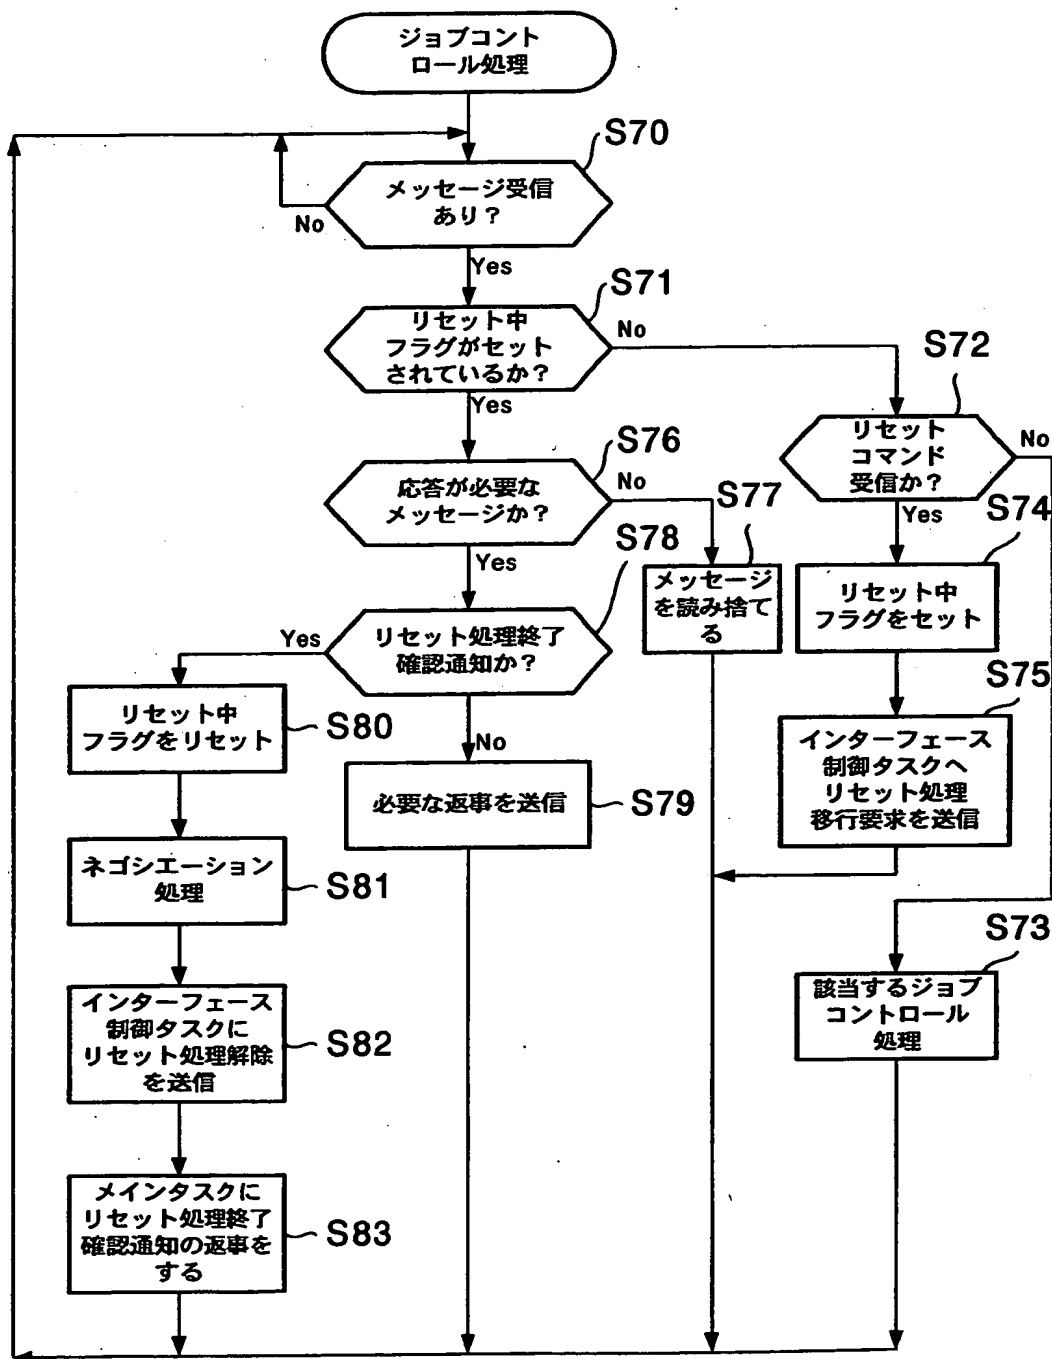 ジョブコント
ロール処理
S70
メッセージ受信
あり？
No
Yes
S71
リセット中
フラグがセット
されているか？
No
Yes
S72
リセット
コマンド
受信か？
No
Yes
S76
応答が必要な
メッセージか？
No
Yes
S77
メッセージ
を読み捨て
る
S74
リセット中
フラグをセット
S78
リセット処理終了
確認通知か？
Yes
No
S75
インターフェース
制御タスクへ
リセット処理
移行要求を送信
S80
リセット中
フラグをリセット
S79
必要な返事を送信
S81
ネゴシエーション
処理
S73
該当するジョブ
コントロール
処理
S82
インターフェース
制御タスクに
リセット処理解除
を送信
S83
メインタスクに
リセット処理終了
確認通知の返事を
する